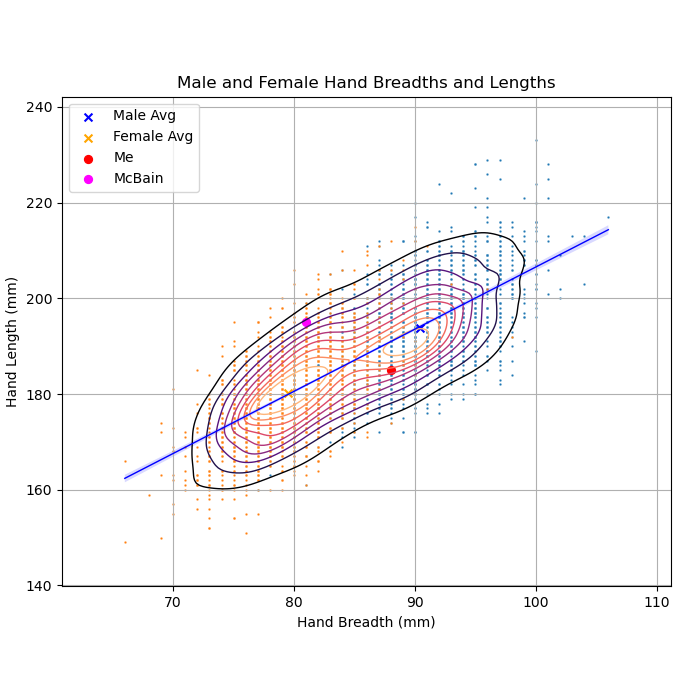 Male and Female Hand Breadths and Lengths
Male Avg
Female Avg
Me
McBain
240
220
200
180
160
140
Hand Length (mm)
70
80
90
100
110
Hand Breadth (mm)